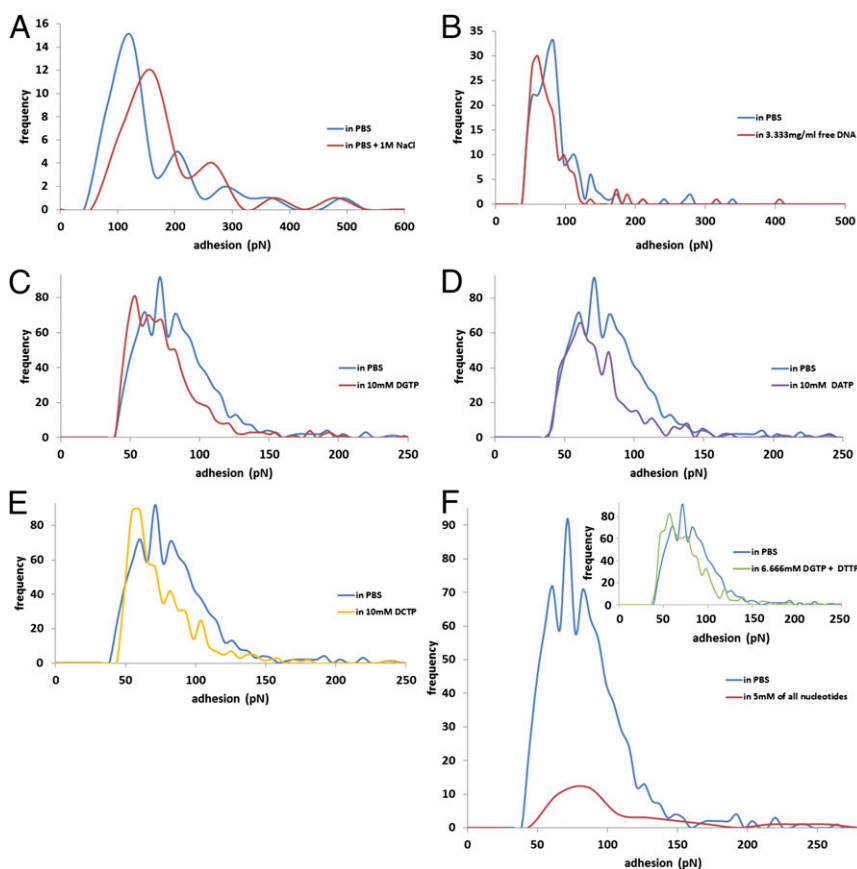 A
frequency
16
14
12
10
8
6
4
2
0
0 100 200 300 400 500 600
adhesion (pN)
in PBS
in PBS + 1M NaCl
B
frequency
35
30
25
20
15
10
5
0
0 100 200 300 400 500
adhesion (pN)
in PBS
in 3.333mg/ml free DNA
C
frequency
80
60
40
20
0
0 50 100 150 200 250
adhesion (pN)
in PBS
in 10mM DGTP
D
frequency
80
60
40
20
0
0 50 100 150 200 250
adhesion (pN)
in PBS
in 10mM DATP
E
frequency
80
60
40
20
0
0 50 100 150 200 250
adhesion (pN)
in PBS
in 10mM DCTP
F
frequency
90
80
70
60
50
40
30
20
10
0
0 50 100 150 200 250
adhesion (pN)
in PBS
in 5mM of all nucleotides
frequency
80
60
40
20
0
0 50 100 150 200 250
adhesion (pN)
in PBS
in 6.666mM DGTP + DTTP